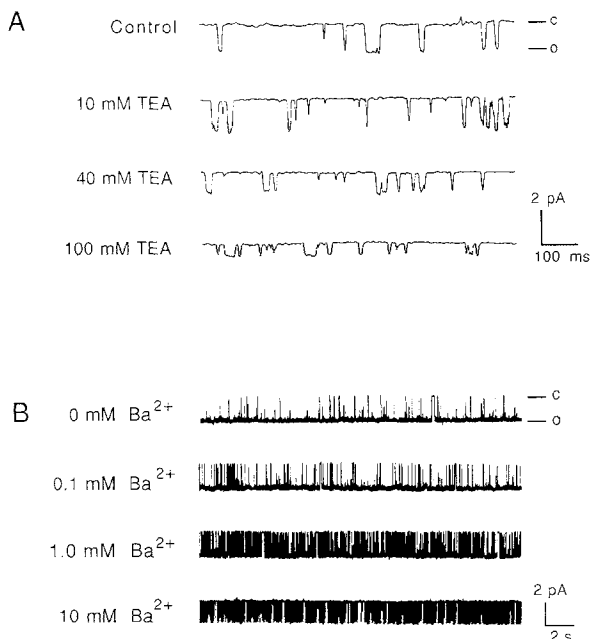 A
Control
C
O
10 mM TEA
40 mM TEA
2 pA
100 mM TEA
100 ms
B
0 mM Ba2+
C
O
0.1 mM Ba2+
1.0 mM Ba2+
10 mM Ba2+
2 pA
2 s